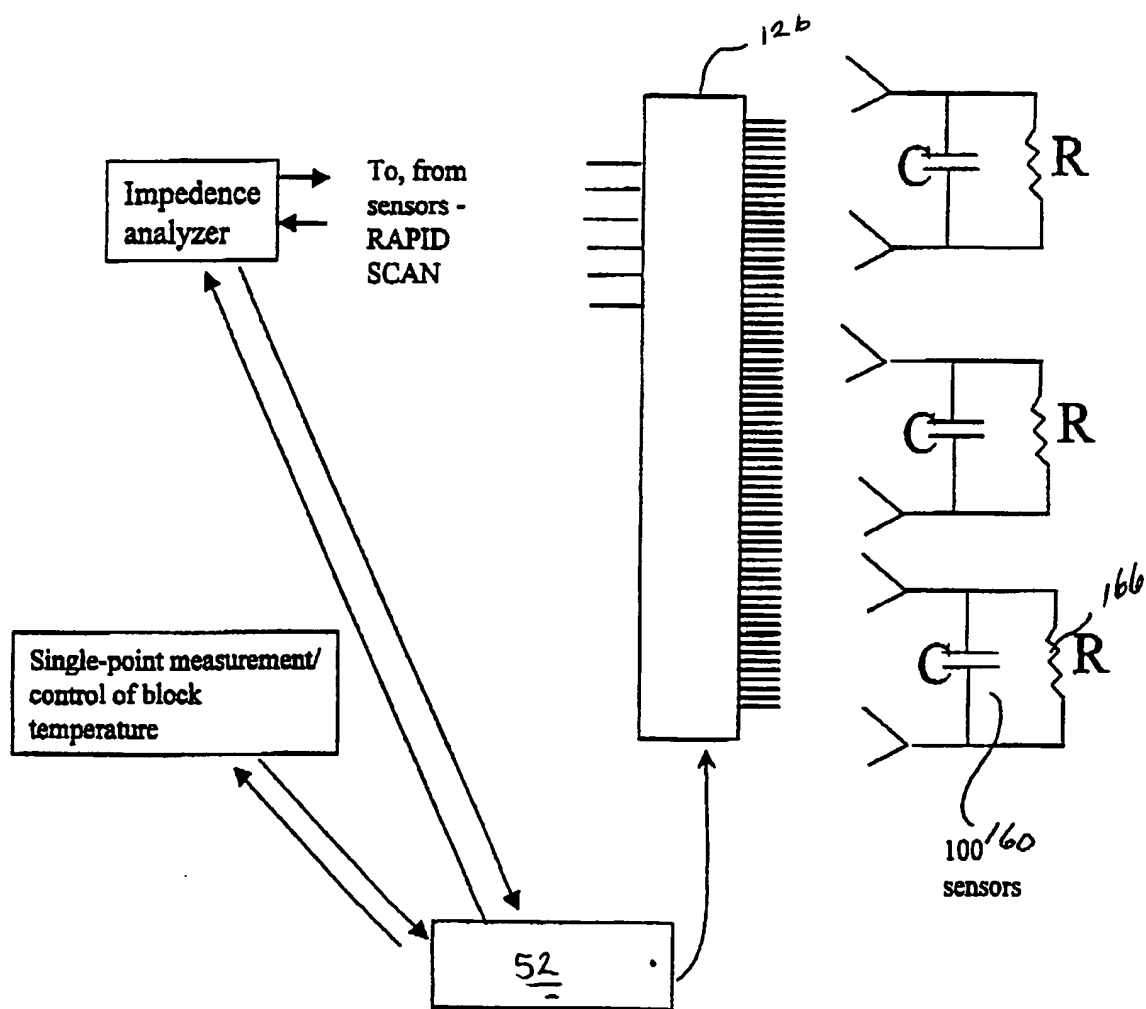 126
Impedence
analyzer
To, from
sensors -
RAPID
SCAN
C
R
C
R
166
C
R
Single-point measurement/
control of block
temperature
160
100
sensors
52